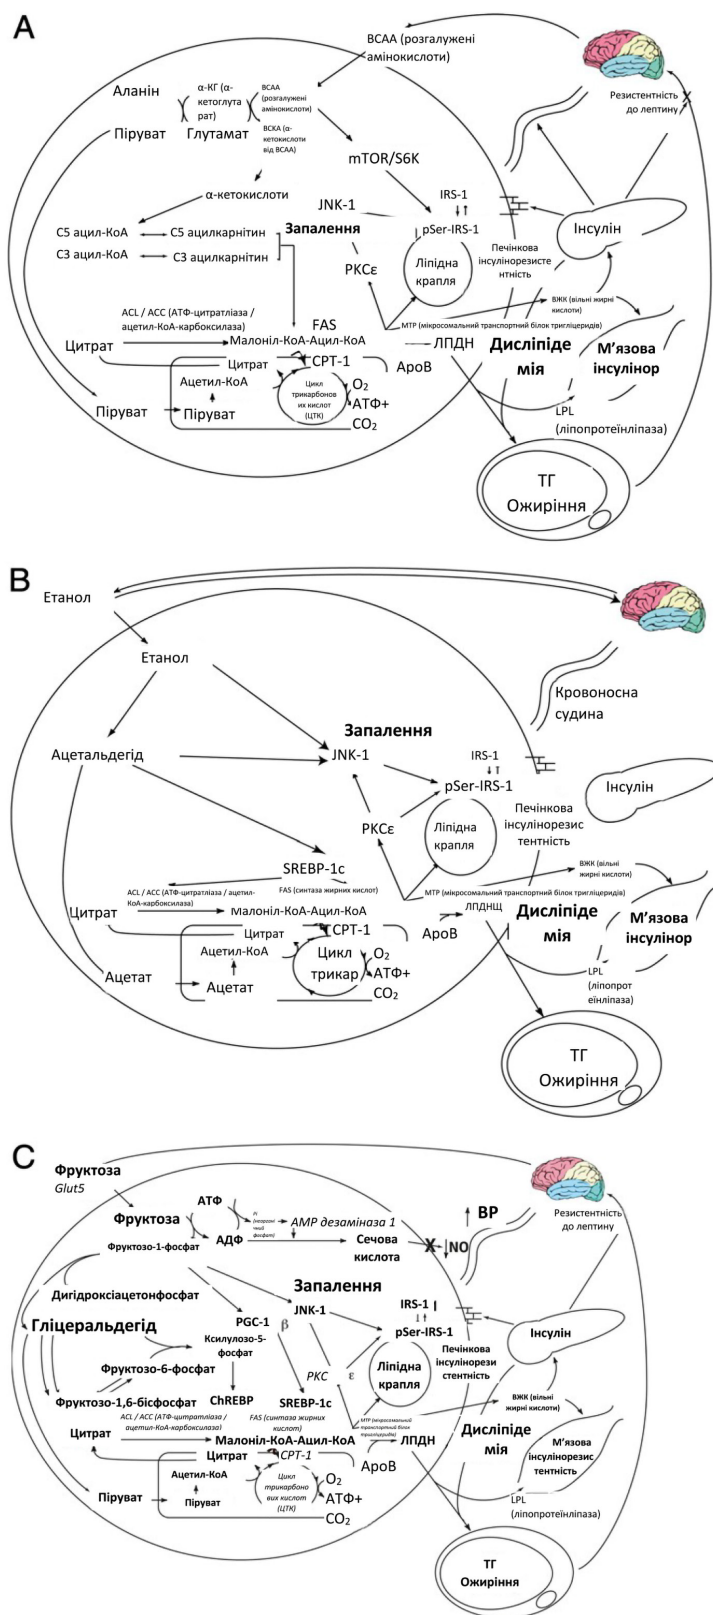 A
BCAA (розгалужені
амінокислоти)
Аланін
α-КГ (α-
кетоглута
рат)
BCAA
(розгалужені
амінокислоти)
Резистентність
до лептину
Піруват
Глутамат
BCKA (α-
кетокислоти
від BCAA)
mTOR/S6K
α-кетокислоти
JNK-1
IRS-1
C5 ацил-КоА
C5 ацилкарнітин
Запалення
pSer-IRS-1
Інсулін
C3 ацил-КоА
C3 ацилкарнітин
PKCε
Ліпідна
крапля
Печінкова
інсулінорезисте
нтність
ACL / ACC (АТФ-цитратліаза /
ацетил-КоА-карбоксилаза)
FAS
ВЖК (вільні жирні
кислоти)
МТР (мікросомальний транспортний білок тригліцеридів)
Цитрат
Малоніл-КоА-Ацил-КоА
ЛПДН
Дисліпіде
мія
М’язова
інсулінор
Цитрат
CPT-1
ApoB
Ацетил-КоА
Цикл
трикарбонов
их кислот
(ЦТК)
O₂
АТФ+
CO₂
Піруват
Піруват
LPL
(ліпопротеїнліпаза)
ТГ
Ожиріння
B
Етанол
Етанол
Кровоносна
судина
Запалення
Ацетальдегід
JNK-1
IRS-1
pSer-IRS-1
Інсулін
Печінкова
інсулінорезис
тентність
PKCε
Ліпідна
крапля
SREBP-1c
ACL / ACC (АТФ-цитратліаза / ацетил-
КоА-карбоксилаза)
FAS (синтаза жирних кислот)
ВЖК (вільні
жирні кислоти)
МТР (мікросомальний транспортний білок тригліцеридів)
Цитрат
Малоніл-КоА-Ацил-КоА
ЛПДНЩ
Дисліпіде
мія
М’язова
інсулінор
Цитрат
CPT-1
ApoB
Ацетил-КоА
Цикл
трикар
O₂
АТФ+
CO₂
Ацетат
Ацетат
LPL
(ліпопрот
еїнліпаза)
ТГ
Ожиріння
C
Фруктоза
Glut5
АТФ
Фруктоза
Pi
(неорган
чний
фосфат)
AMP дезаміназа 1
BP
Резистентність
до лептину
АДФ
Сечова
кислота
X
NO
Фруктозо-1-фосфат
Запалення
Дигідроксіацетонфосфат
JNK-1
IRS-1
Гліцеральдегід
PGC-1
β
pSer-IRS-1
Інсулін
Ксилулозо-5-
фосфат
Печінкова
інсулінорези
стентність
Фруктозо-6-фосфат
PKC
ε
Ліпідна
крапля
Фруктозо-1,6-бісфосфат
ChREBP
SREBP-1c
ВЖК (вільні
жирні кислоти)
ACL / ACC (АТФ-цитратліаза /
ацетил-КоА-карбоксилаза)
FAS (синтаза жирних
кислот)
МТР (мікросомальний
транспортний білок
тригліцеридів)
Цитрат
Малоніл-КоА-Ацил-КоА
ЛПДН
Дисліпіде
мія
М’язова
інсулінорезис
тентність
Цитрат
CPT-1
ApoB
Ацетил-КоА
Цикл
трикарбоно
вих кислот
(ЦТК)
O₂
АТФ+
CO₂
Піруват
Піруват
LPL
(ліпопротеїнліпаза)
ТГ
Ожиріння